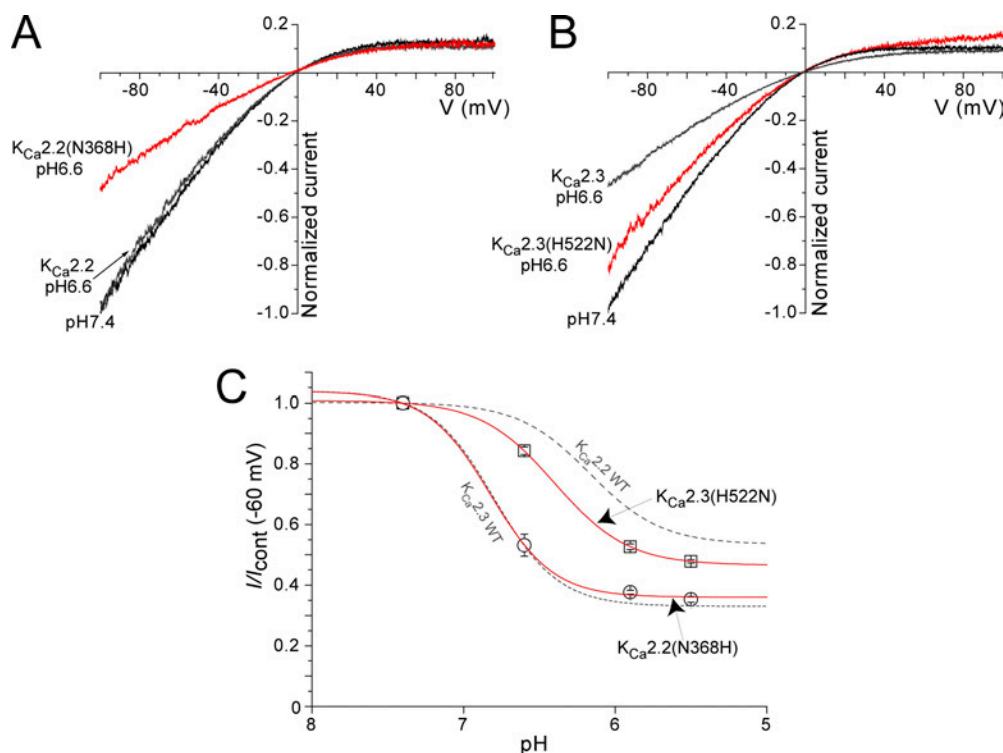 A
0.2
-80
-40
40
80
V (mV)
-0.2
-0.4
-0.6
-0.8
-1.0
Normalized current
KCa2.2(N368H)
pH6.6
KCa2.2
pH6.6
pH7.4
B
0.2
-80
-40
40
80
V (mV)
-0.2
-0.4
-0.6
-0.8
-1.0
Normalized current
KCa2.3
pH6.6
KCa2.3(H522N)
pH6.6
pH7.4
C
I/Icont (-60 mV)
1.0
0.8
0.6
0.4
0.2
0
8
7
6
5
pH
KCa2.2 WT
KCa2.3 WT
KCa2.3(H522N)
KCa2.2(N368H)